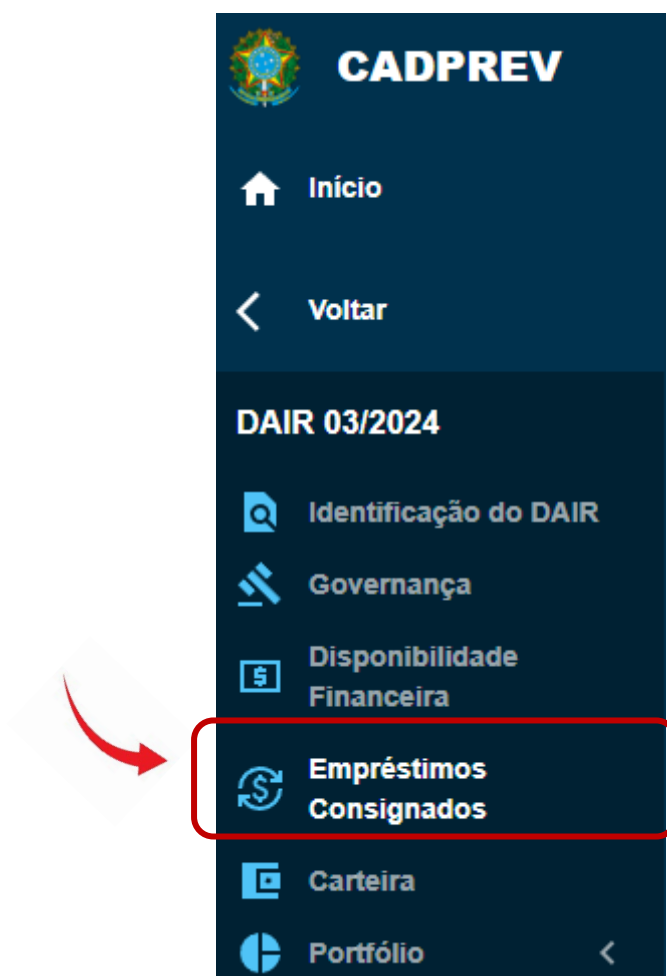 CADPREV
Início
Voltar
DAIR 03/2024
Identificação do DAIR
Governança
Disponibilidade
Financeira
Empréstimos
Consignados
Carteira
Portfólio